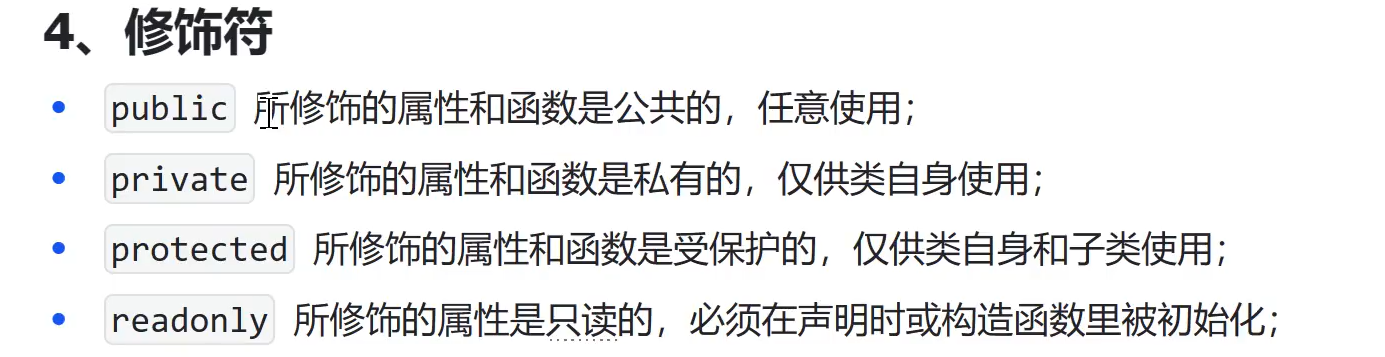 4、修饰符
public 所修饰的属性和函数是公共的，任意使用；
private 所修饰的属性和函数是私有的，仅供类自身使用；
protected 所修饰的属性和函数是受保护的，仅供类自身和子类使用；
readonly 所修饰的属性是只读的，必须在声明时或构造函数里被初始化；